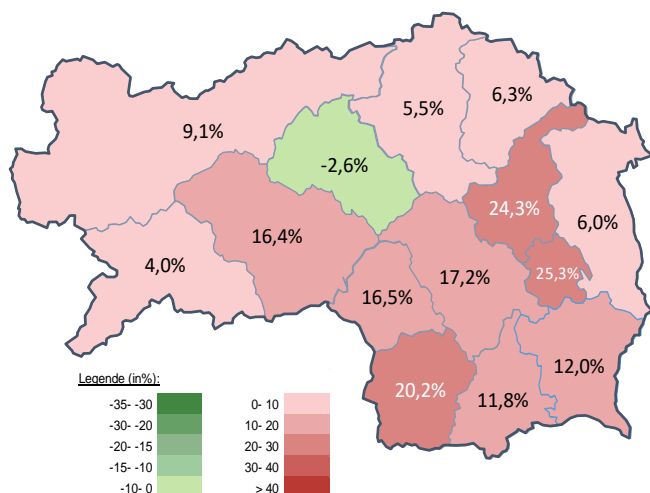 6,3%
5,5%
9,1%
-2,6%
24,3%
6,0%
16,4%
4,0%
17,2%
25,3%
16,5%
12,0%
20,2%
11,8%
Legende (in%):
-35- -30 0- 10
-30- -20 10- 20
-20- -15 20- 30
-15- -10 30- 40
-10- 0 > 40